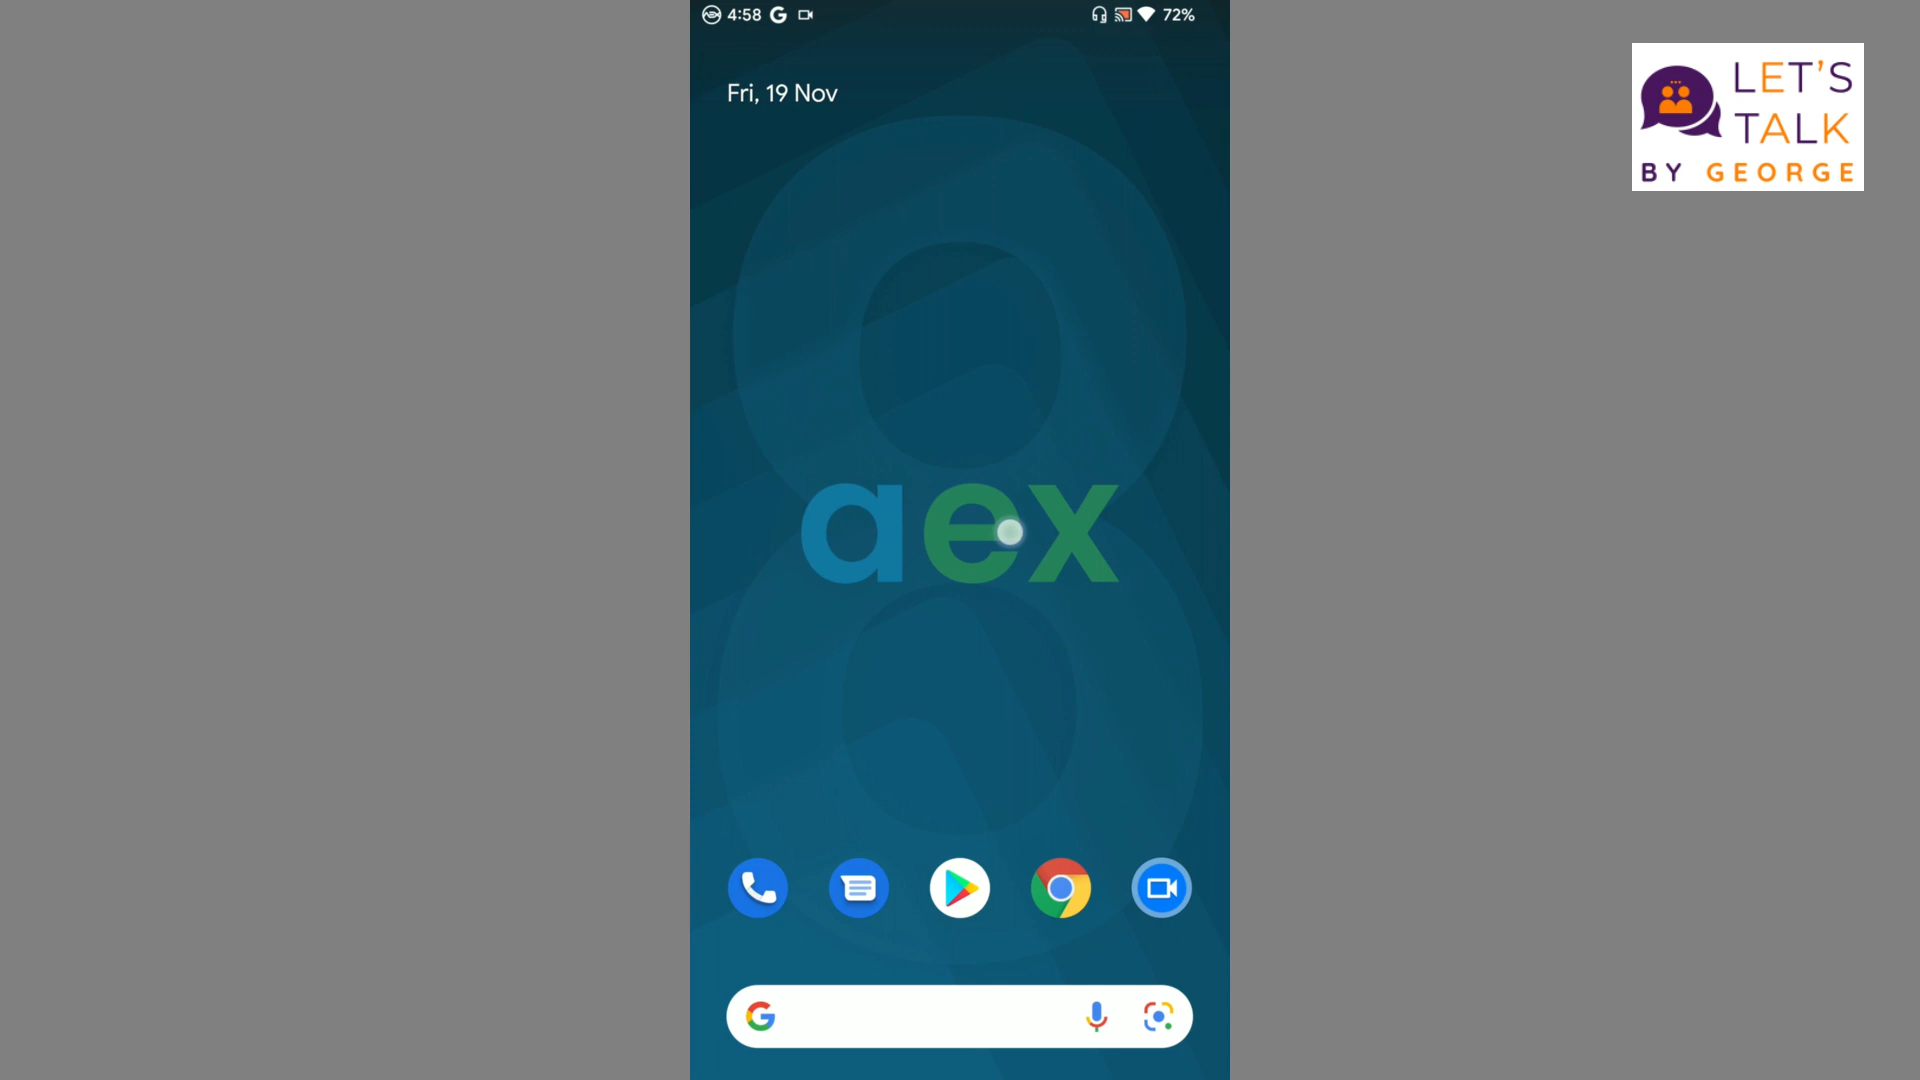 4:58
72%
Fri, 19 Nov
aex
LET'S
TALK
BY GEORGE